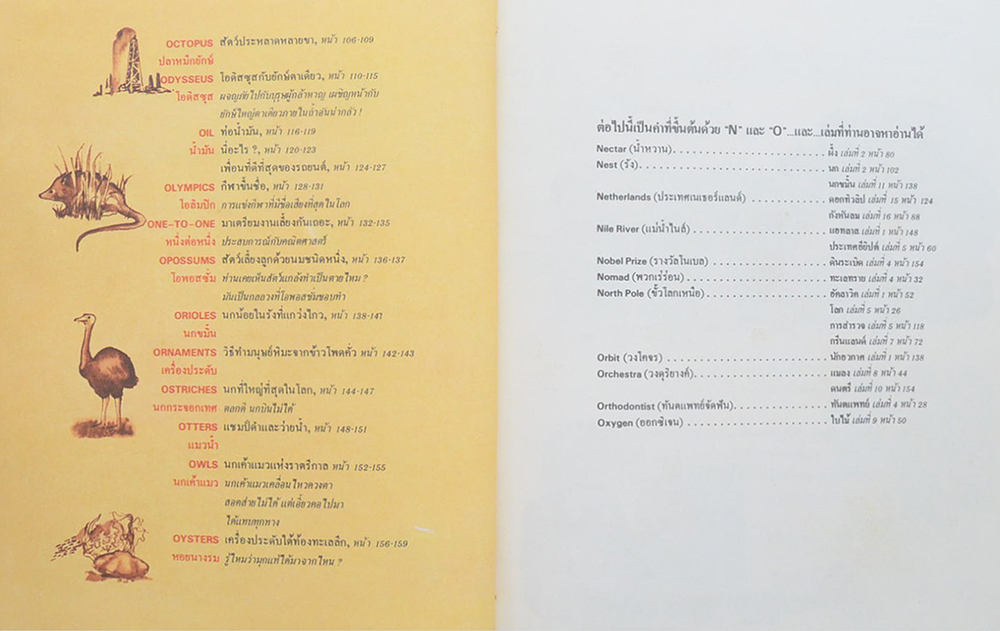 OCTOPUS สัตว์ประหลาดหลายขา, หน้า 106-109
ปลาหมึกยักษ์
ODYSSEUS โอดิสซุสกับยักษ์ตาเดียว, หน้า 110-115
โอดิสซุส ผจญภัยไปกับบุรุษผู้กล้าหาญ เผชิญหน้ากับ
ยักษ์ใหญ่ตาเดียวภายในถ้ำอันน่ากลัว !
OIL ท่อน้ำมัน, หน้า 116-119
น้ำมัน นี่อะไร ?, หน้า 120-123
เพื่อนที่ดีที่สุดของรถยนต์, หน้า 124-127
OLYMPICS กีฬาชื่นชื่อ, หน้า 128-131
โอลิมปิก การแข่งกีฬาที่มีชื่อเสียงที่สุดในโลก
ONE-TO-ONE มาเตรียมงานเลี้ยงกันเถอะ, หน้า 132-135
หนึ่งต่อหนึ่ง ประสบการณ์กับคณิตศาสตร์
OPOSSUMS สัตว์เลี้ยงลูกด้วยนมชนิดหนึ่ง, หน้า 136-137
โอพอสซั่ม ท่านเคยเห็นสัตว์แกล้งทำเป็นตายไหม ?
มันเป็นกลลวงที่โอพอสซัมชอบทำ
ORIOLES นกน้อยในรังที่แกว่งไกว, หน้า 138-141
นกขมิ้น
ORNAMENTS วิธีทำมนุษย์หิมะจากข้าวโพดคั่ว หน้า 142-143
เครื่องประดับ
OSTRICHES นกที่ใหญ่ที่สุดในโลก, หน้า 144-147
นกกระจอกเทศ ตลกดี นกบินไม่ได้
OTTERS แชมป์ดำและว่ายน้ำ, หน้า 148-151
แมวน้ำ
OWLS นกเค้าแมวแห่งราตรีกาล หน้า 152-155
นกเค้าแมว นกเค้าแมวเคลื่อนไหวดวงตา
สอดส่ายไม่ได้ แต่เอี้ยวคอไปมา
ได้แทบทุกทาง
OYSTERS เครื่องประดับใต้ท้องทะเลลึก, หน้า 156-159
หอยนางรม รู้ไหมว่ามุกแท้ได้มาจากไหน ?
ต่อไปนี้เป็นคำที่ขึ้นต้นด้วย "N" และ "O"...และ...เล่มที่ท่านอาจหาอ่านได้
Nectar (น้ำหวาน) ผึ้ง เล่มที่ 2 หน้า 80
Nest (รัง) นก เล่มที่ 2 หน้า 102
นกขมิ้น เล่มที่ 11 หน้า 138
Netherlands (ประเทศเนเธอร์แลนด์) ดอกทิวลิป เล่มที่ 15 หน้า 124
กังหันลม เล่มที่ 16 หน้า 88
Nile River (แม่น้ำไนล์) แอทลาส เล่มที่ 1 หน้า 148
ประเทศอียิปต์ เล่มที่ 5 หน้า 60
Nobel Prize (รางวัลโนเบล) ดินระเบิด เล่มที่ 4 หน้า 154
Nomad (พวกเร่ร่อน) ทะเลทราย เล่มที่ 4 หน้า 32
North Pole (ขั้วโลกเหนือ) อัคลาวิค เล่มที่ 1 หน้า 52
โลก เล่มที่ 5 หน้า 26
การสำรวจ เล่มที่ 5 หน้า 118
กรีนแลนด์ เล่มที่ 7 หน้า 72
Orbit (วงโคจร) นักอวกาศ เล่มที่ 1 หน้า 138
Orchestra (วงดุริยางค์) แมลง เล่มที่ 8 หน้า 44
ดนตรี เล่มที่ 10 หน้า 154
Orthodontist (ทันตแพทย์จัดฟัน) ทันตแพทย์ เล่มที่ 4 หน้า 28
Oxygen (ออกซิเจน) ใบไม้ เล่มที่ 9 หน้า 50